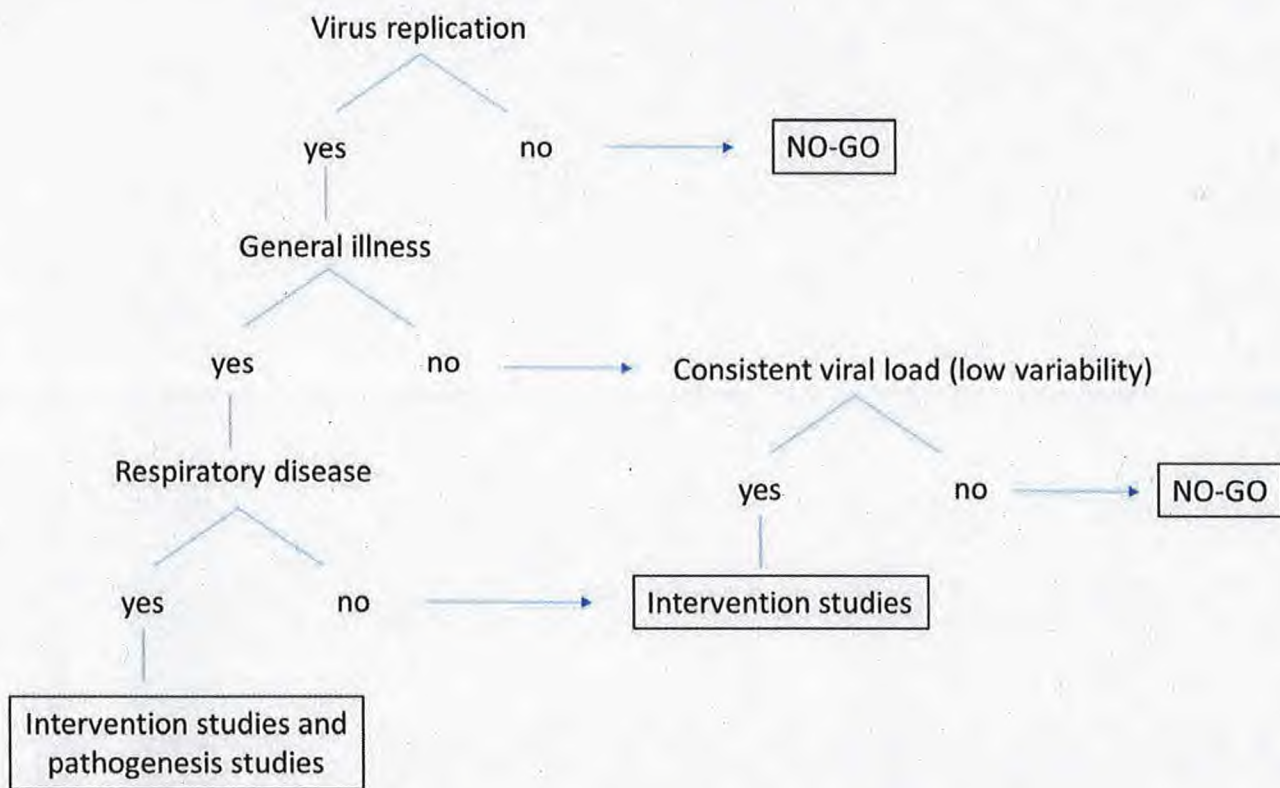 Virus replication
yes
no
NO-GO
General illness
yes
no
Consistent viral load (low variability)
Respiratory disease
yes
no
NO-GO
yes
no
Intervention studies
Intervention studies and
pathogenesis studies